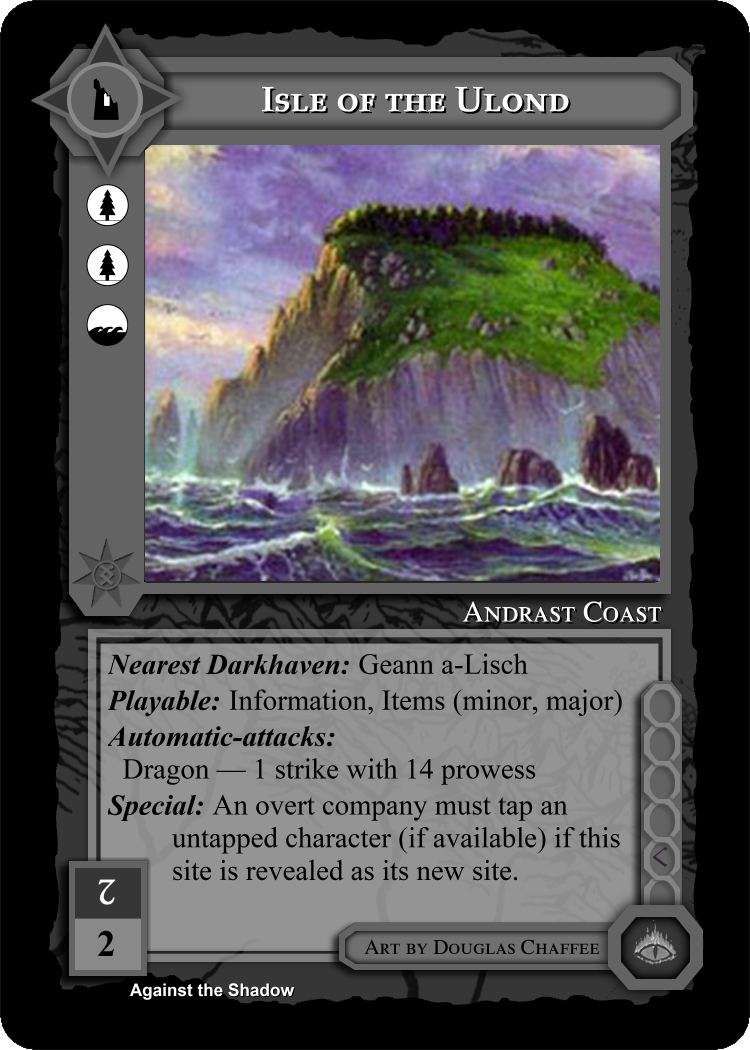 Isle of the Ulond
Andrast Coast
Nearest Darkhaven: Geann a-Lisch
Playable: Information, Items (minor, major)
Automatic-attacks:
Dragon — 1 strike with 14 prowess
Special: An overt company must tap an
untapped character (if available) if this
site is revealed as its new site.
2
2
Art by Douglas Chaffee
Against the Shadow